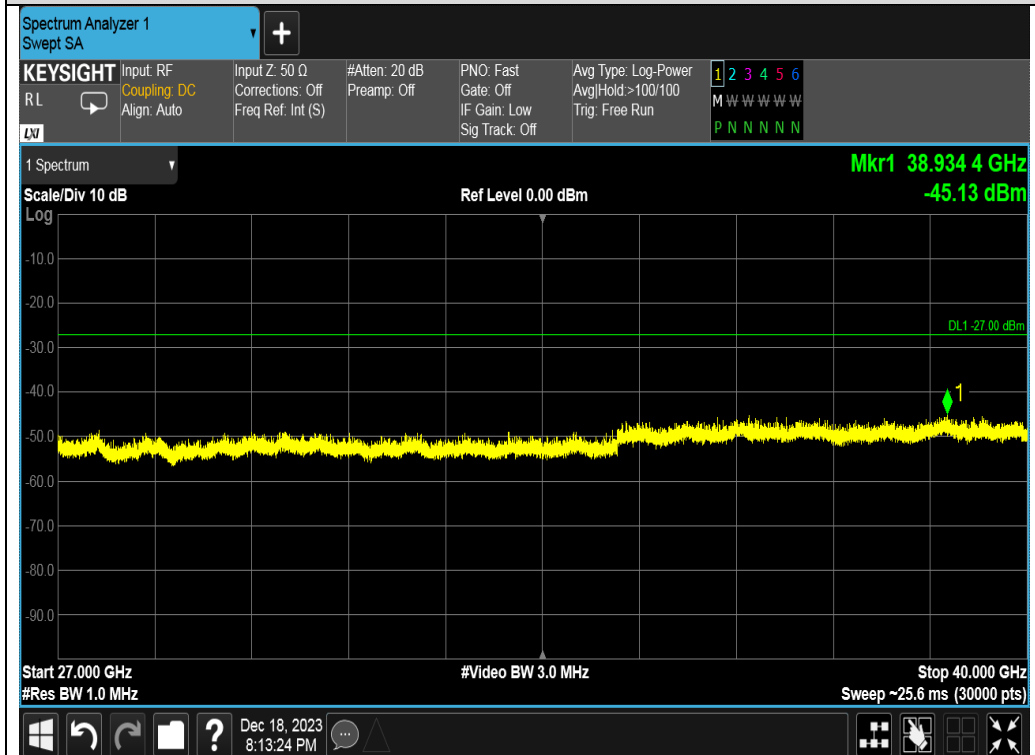 Spectrum Analyzer 1
Swept SA
+
KEYSIGHT
R L
LXI
Input: RF
Coupling: DC
Align: Auto
Input Z: 50 Ω
Corrections: Off
Freq Ref: Int (S)
#Atten: 20 dB
Preamp: Off
PNO: Fast
Gate: Off
IF Gain: Low
Sig Track: Off
Avg Type: Log-Power
Avg|Hold:>100/100
Trig: Free Run
1 2 3 4 5 6
M W W W W W
P N N N N N
1 Spectrum
Mkr1 38.934 4 GHz
-45.13 dBm
Scale/Div 10 dB
Ref Level 0.00 dBm
Log
-10.0
-20.0
DL1 -27.00 dBm
-30.0
-40.0
1
-50.0
-60.0
-70.0
-80.0
-90.0
Start 27.000 GHz
#Video BW 3.0 MHz
Stop 40.000 GHz
#Res BW 1.0 MHz
Sweep ~25.6 ms (30000 pts)
?
Dec 18, 2023
8:13:24 PM